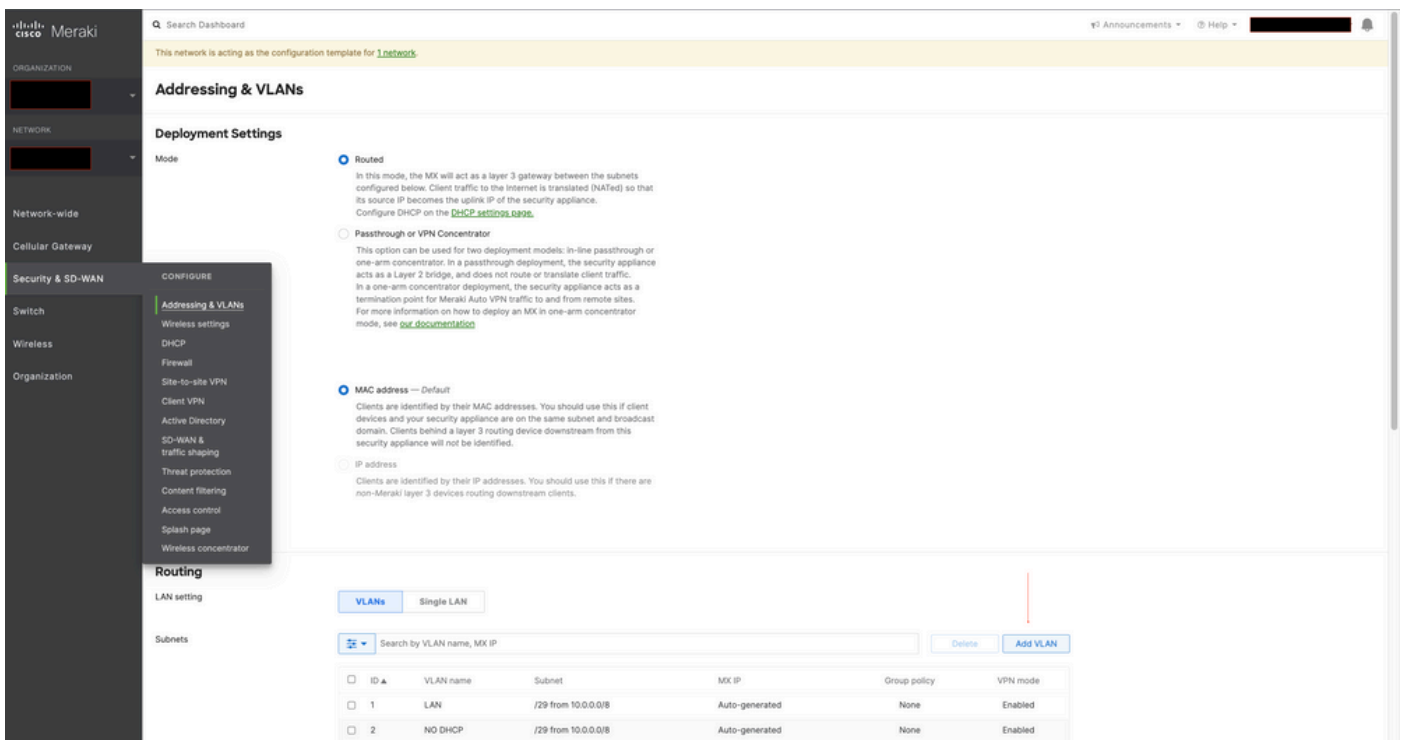 cisco Meraki
Search Dashboard
Announcements
Help
This network is acting as the configuration template for 1 network.
ORGANIZATION
NETWORK
Network-wide
Cellular Gateway
Security & SD-WAN
Switch
Wireless
Organization
CONFIGURE
Addressing & VLANs
Wireless settings
DHCP
Firewall
Site-to-site VPN
Client VPN
Active Directory
SD-WAN &
traffic shaping
Threat protection
Content filtering
Access control
Splash page
Wireless concentrator
Addressing & VLANs
Deployment Settings
Mode
Routed
In this mode, the MX will act as a layer 3 gateway between the subnets
configured below. Client traffic to the Internet is translated (NATed) so that
its source IP becomes the uplink IP of the security appliance.
Configure DHCP on the DHCP settings page.
Passthrough or VPN Concentrator
This option can be used for two deployment models: in-line passthrough or
one-arm concentrator. In a passthrough deployment, the security appliance
acts as a Layer 2 bridge, and does not route or translate client traffic.
In a one-arm concentrator deployment, the security appliance acts as a
termination point for Meraki Auto VPN traffic to and from remote sites.
For more information on how to deploy an MX in one-arm concentrator
mode, see our documentation
MAC address — Default
Clients are identified by their MAC addresses. You should use this if client
devices and your security appliance are on the same subnet and broadcast
domain. Clients behind a layer 3 routing device downstream from this
security appliance will not be identified.
IP address
Clients are identified by their IP addresses. You should use this if there are
non-Meraki layer 3 devices routing downstream clients.
Routing
LAN setting
VLANs Single LAN
Subnets
Search by VLAN name, MX IP
Delete Add VLAN
ID VLAN name Subnet MX IP Group policy VPN mode
1 LAN /29 from 10.0.0.0/8 Auto-generated None Enabled
2 NO DHCP /29 from 10.0.0.0/8 Auto-generated None Enabled